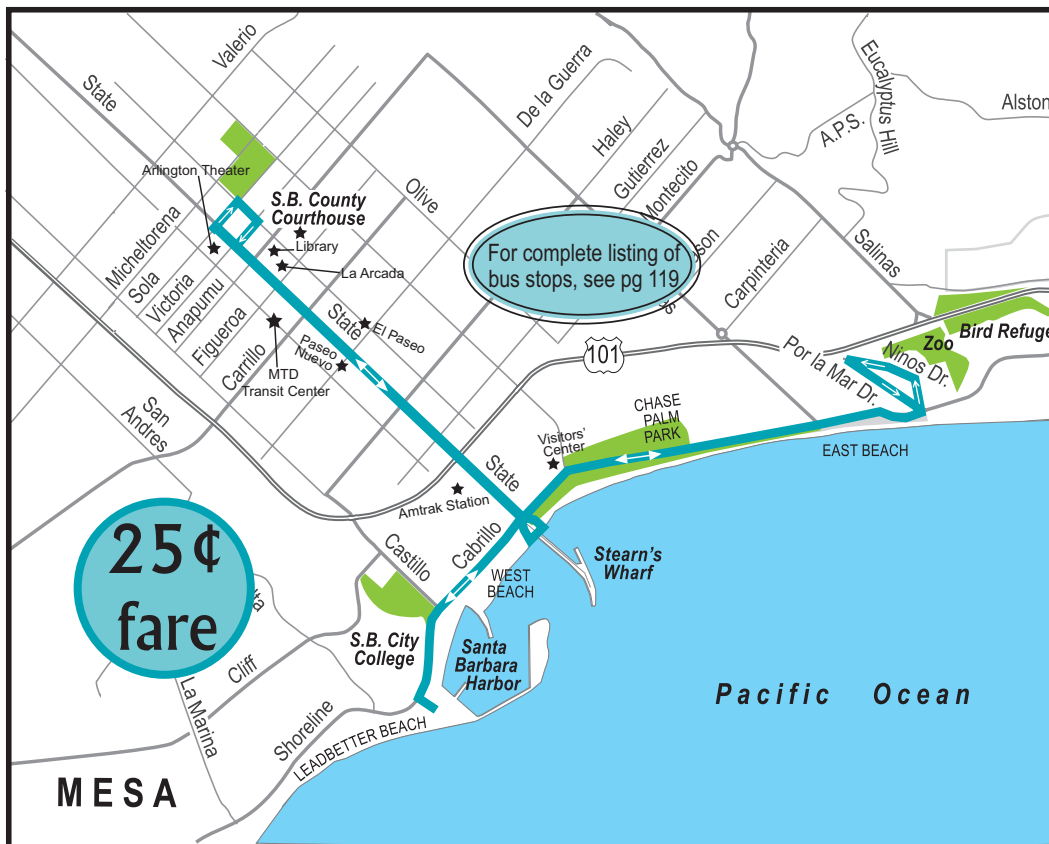 Valerio
State
De la Guerra
Eucalyptus Hill
Alston
A.P.S.
Haley
Gutierrez
Montecito
Arlington Theater
Olive
S.B. County
Courthouse
Micheltorena
Sola
Victoria
Anapumu
Figueroa
Carrillo
Library
La Arcada
For complete listing of
bus stops, see pg 119
Carpinteria
Salinas
State
El Paseo
Paseo
Nuevo
MTD
Transit Center
101
Zoo
Bird Refuge
Ninos Dr.
Por la Mar Dr.
San
Andres
CHASE
PALM
PARK
Visitors'
Center
EAST BEACH
State
Amtrak Station
25¢
fare
Castillo
Cabrillo
Stearn's
Wharf
WEST
BEACH
S.B. City
College
Santa
Barbara
Harbor
Cliff
La Marina
Shoreline
LEADBETTER BEACH
Pacific Ocean
MESA